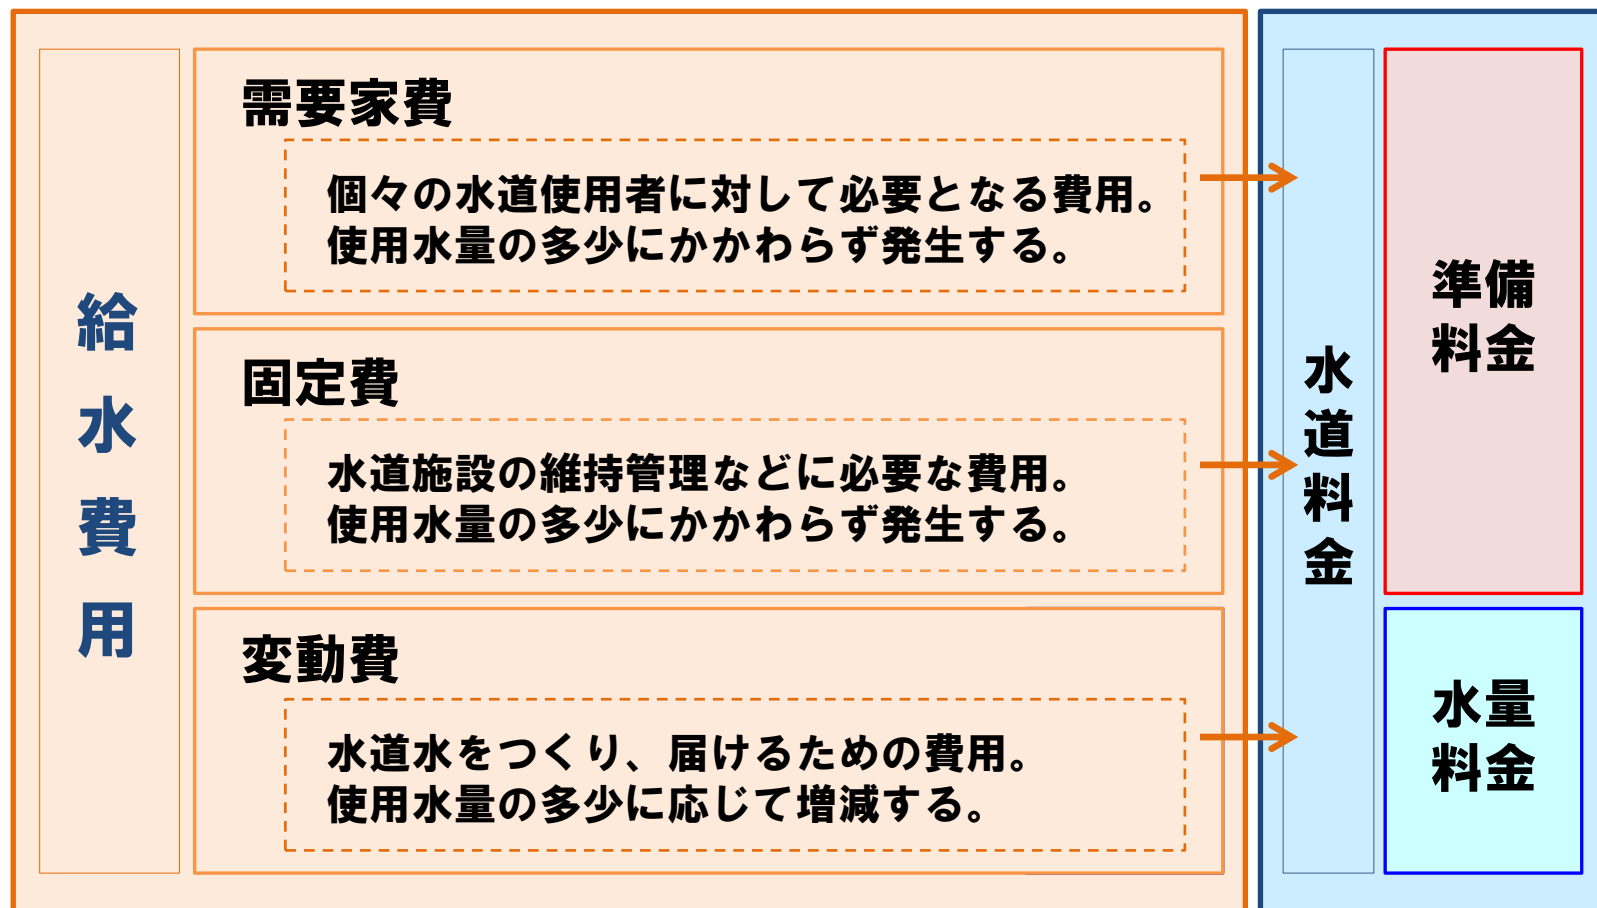 給水費用
需要家費
個々の水道使用者に対して必要となる費用。
使用水量の多少にかかわらず発生する。
固定費
水道施設の維持管理などに必要な費用。
使用水量の多少にかかわらず発生する。
変動費
水道水をつくり、届けるための費用。
使用水量の多少に応じて増減する。
水道料金
準備
料金
水量
料金